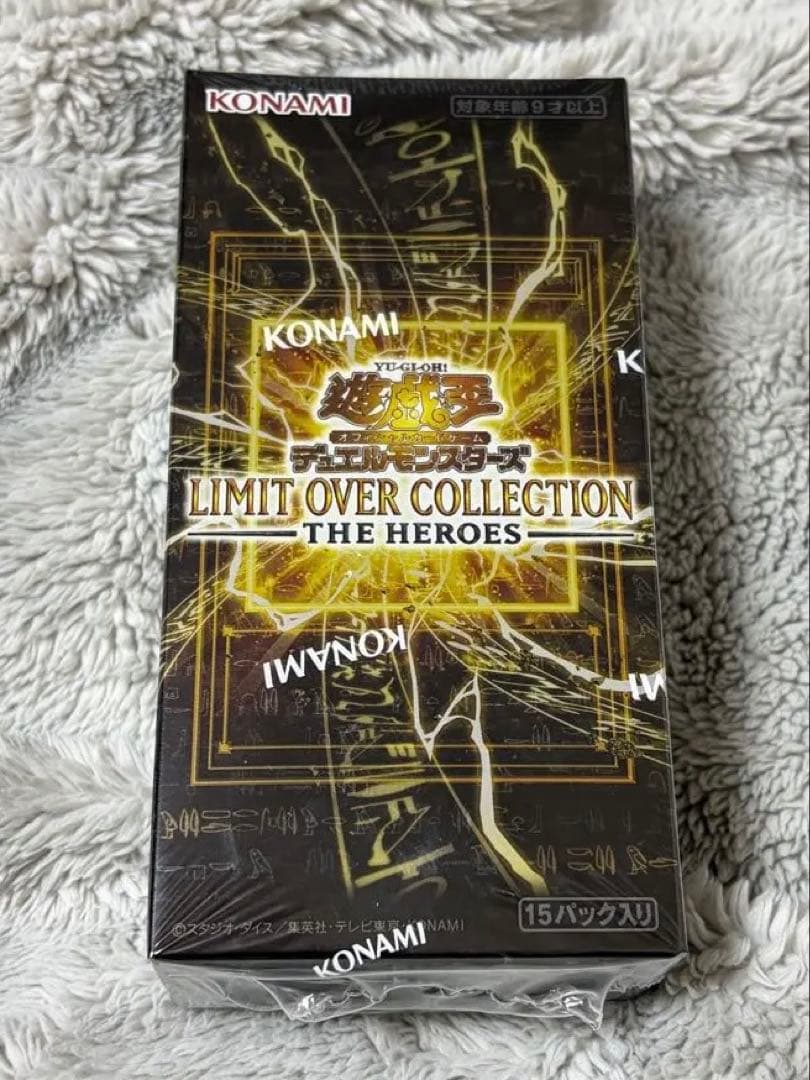 KONAMI
対象年齢9才以上
KONAMI
K
YU-GI-OH!
遊戯王
オフィシャルカードゲーム
デュエルモンスターズ
LIMIT OVER COLLECTION
THE HEROES
KONAMI
MI
15パック入り
©スタジオ・ダイス/集英社・テレビ東京・KONAMI
KONAMI